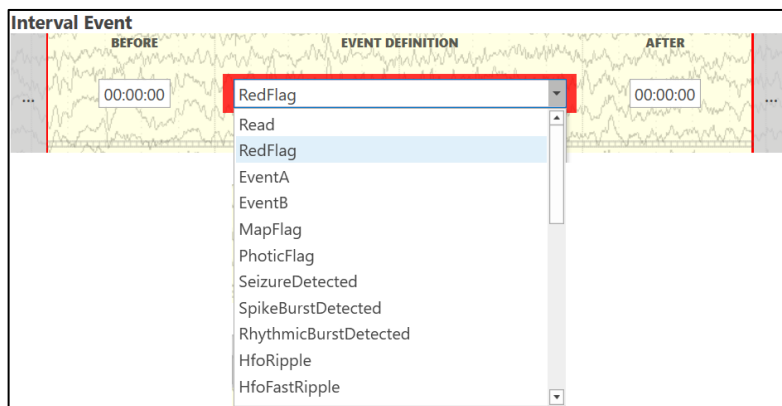 Interval Event
BEFORE EVENT DEFINITION AFTER
... 00:00:00 RedFlag 00:00:00 ...
Read
RedFlag
EventA
EventB
MapFlag
PhoticFlag
SeizureDetected
SpikeBurstDetected
RhythmicBurstDetected
HfoRipple
HfoFastRipple